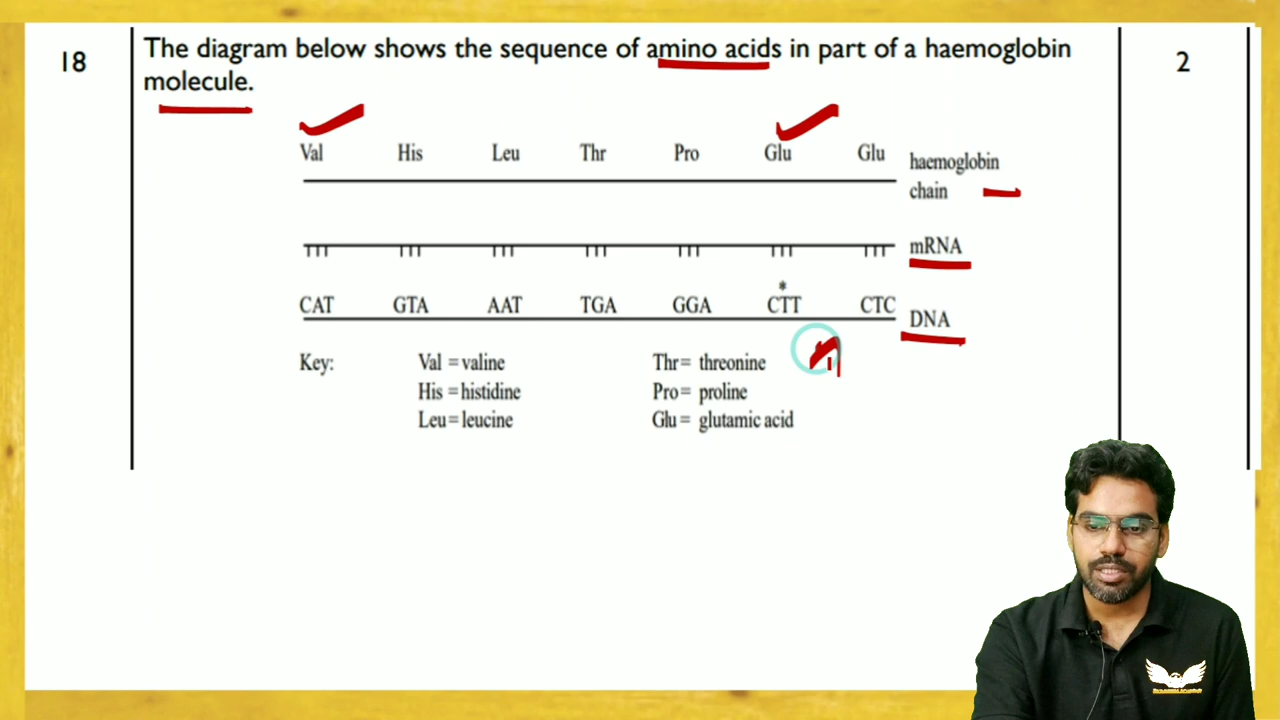 18
The diagram below shows the sequence of amino acids in part of a haemoglobin
2
molecule.
Val His Leu Thr Pro Glu Glu
haemoglobin
chain
mRNA
*
CAT GTA AAT TGA GGA CTT CTC
DNA
Key: Val = valine Thr = threonine
His = histidine Pro = proline
Leu = leucine Glu = glutamic acid